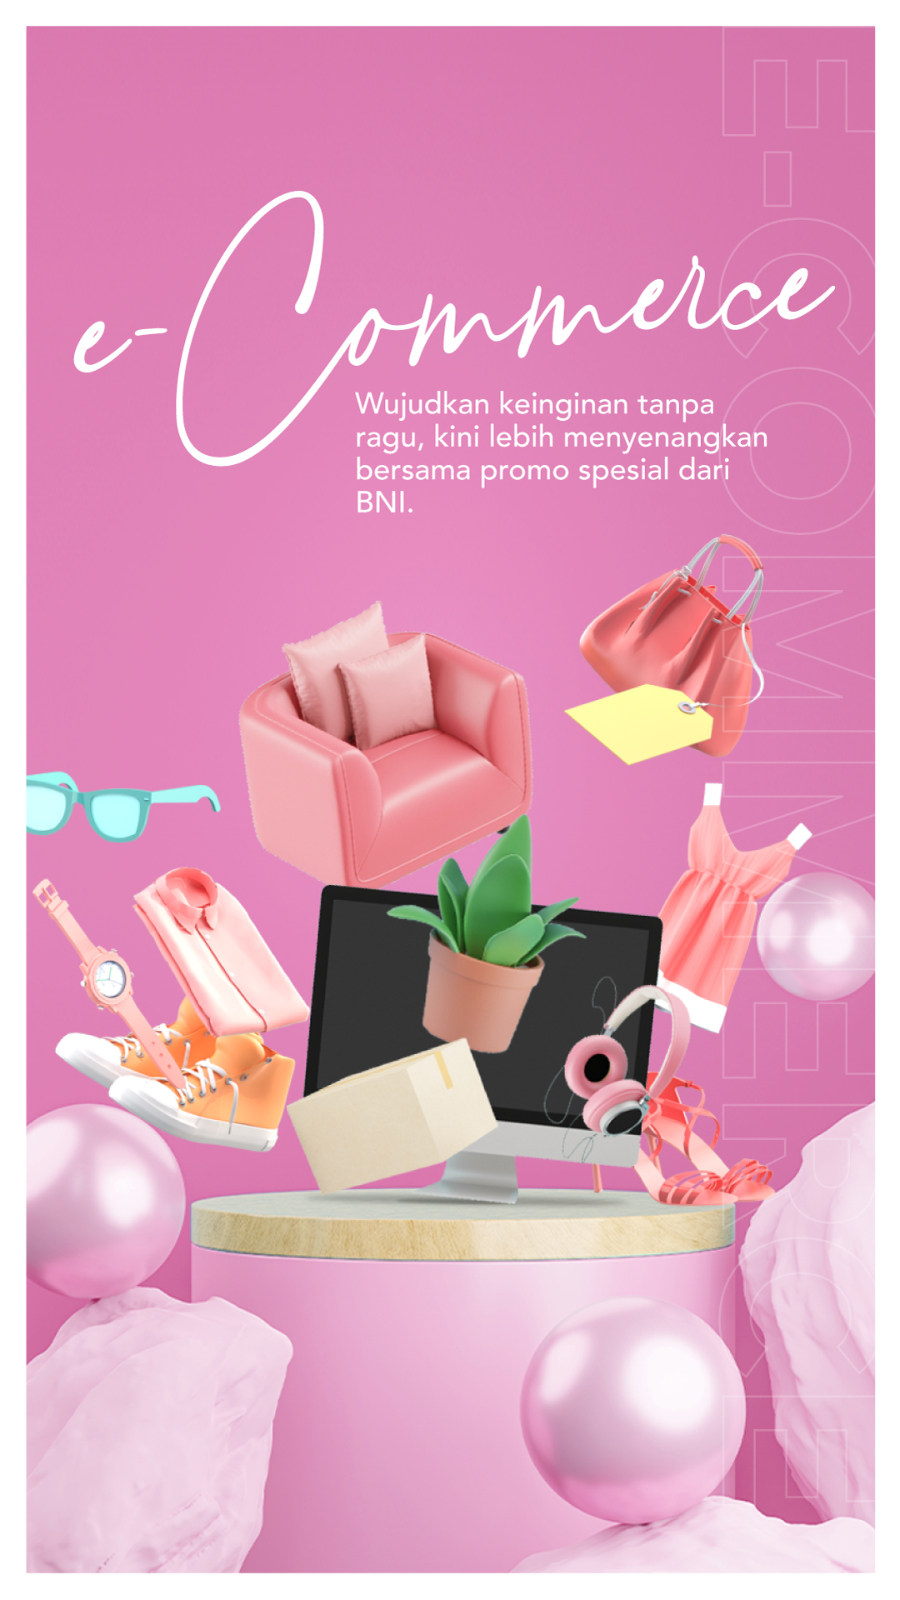 e-Commerce
Wujudkan keinginan tanpa
ragu, kini lebih menyenangkan
bersama promo spesial dari
BNI.
E-COMMERCE